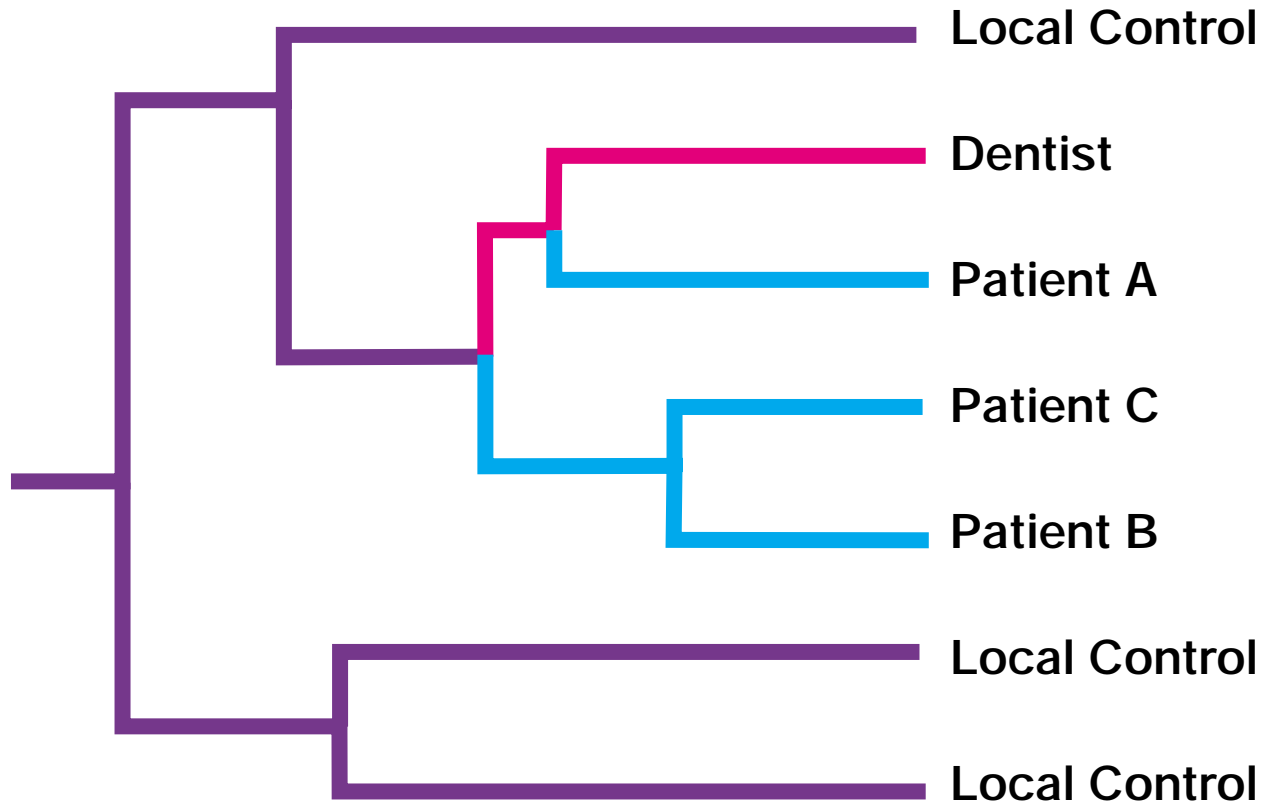 Local Control
Dentist
Patient A
Patient C
Patient B
Local Control
Local Control